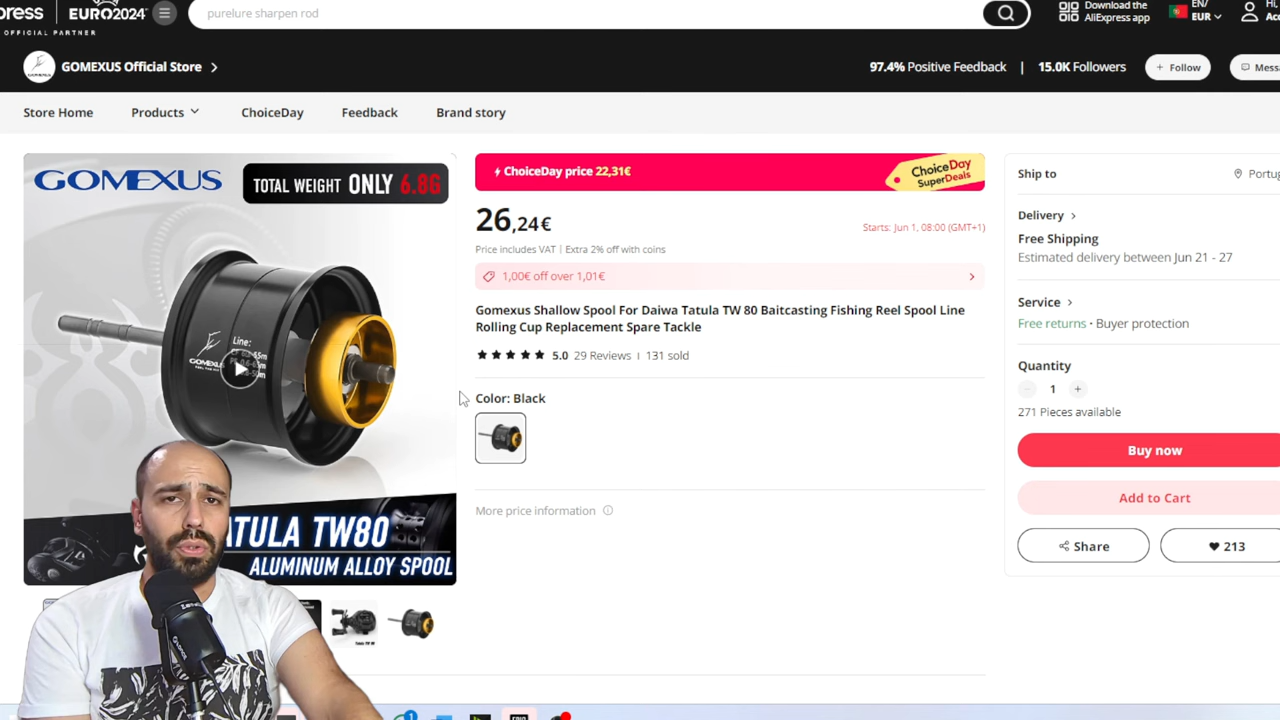 press
EURO2024
OFFICIAL PARTNER
purelure sharpen rod
Download the
AliExpress app
EN/
EUR
Hi,
Acc
GOMEXUS Official Store
97.4% Positive Feedback | 15.0K Followers
+ Follow
Mess
Store Home
Products
ChoiceDay
Feedback
Brand story
GOMEXUS
TOTAL WEIGHT ONLY 6.8G
Line:
TATULA TW80
ALUMINUM ALLOY SPOOL
ChoiceDay price 22,31€
ChoiceDay
SuperDeals
26,24€
Starts: Jun 1, 08:00 (GMT+1)
Price includes VAT | Extra 2% off with coins
1,00€ off over 1,01€
Gomexus Shallow Spool For Daiwa Tatula TW 80 Baitcasting Fishing Reel Spool Line
Rolling Cup Replacement Spare Tackle
5.0 29 Reviews | 131 sold
Color: Black
More price information
Ship to
Portug
Delivery
Free Shipping
Estimated delivery between Jun 21 - 27
Service
Free returns · Buyer protection
Quantity
- 1 +
271 Pieces available
Buy now
Add to Cart
Share
213